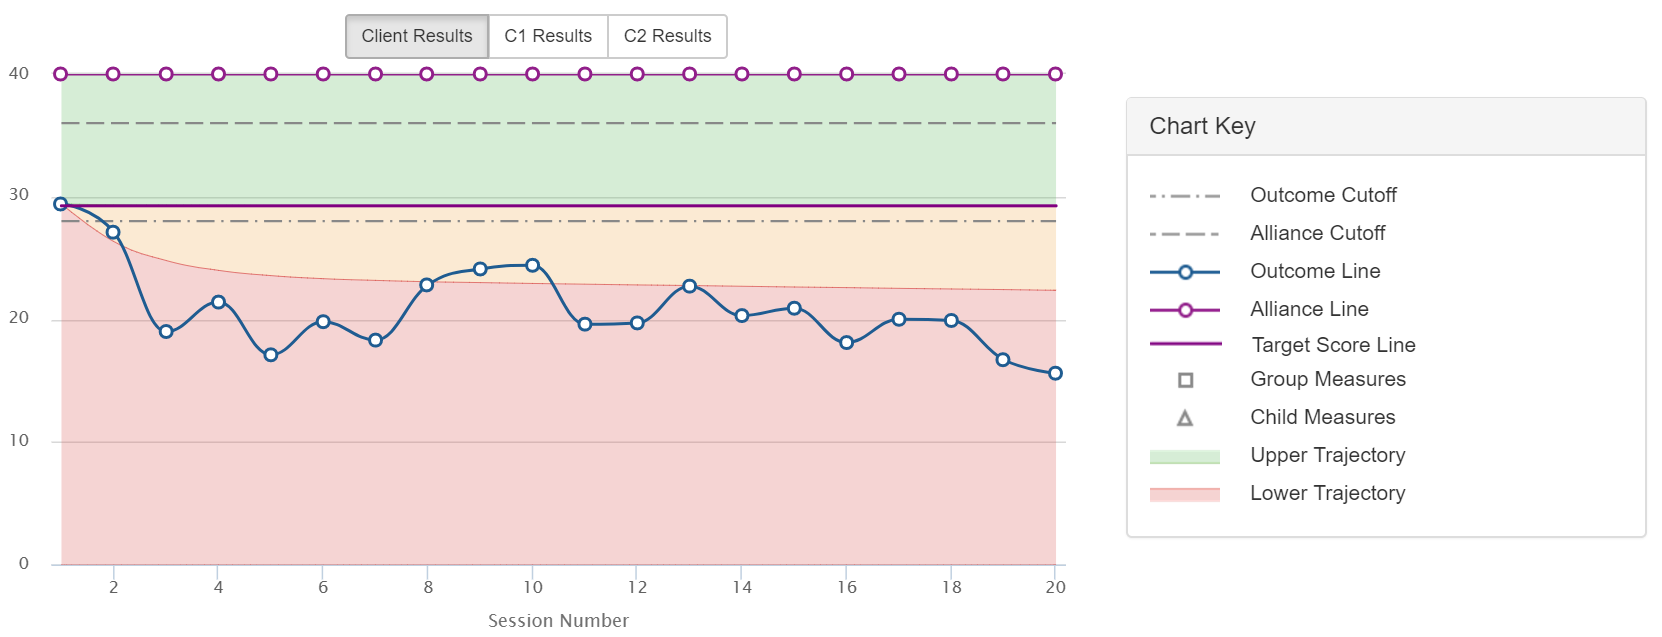 Client Results C1 Results C2 Results
40
30
20
10
0
2 4 6 8 10 12 14 16 18 20
Session Number
Chart Key
Outcome Cutoff
Alliance Cutoff
Outcome Line
Alliance Line
Target Score Line
Group Measures
Child Measures
Upper Trajectory
Lower Trajectory